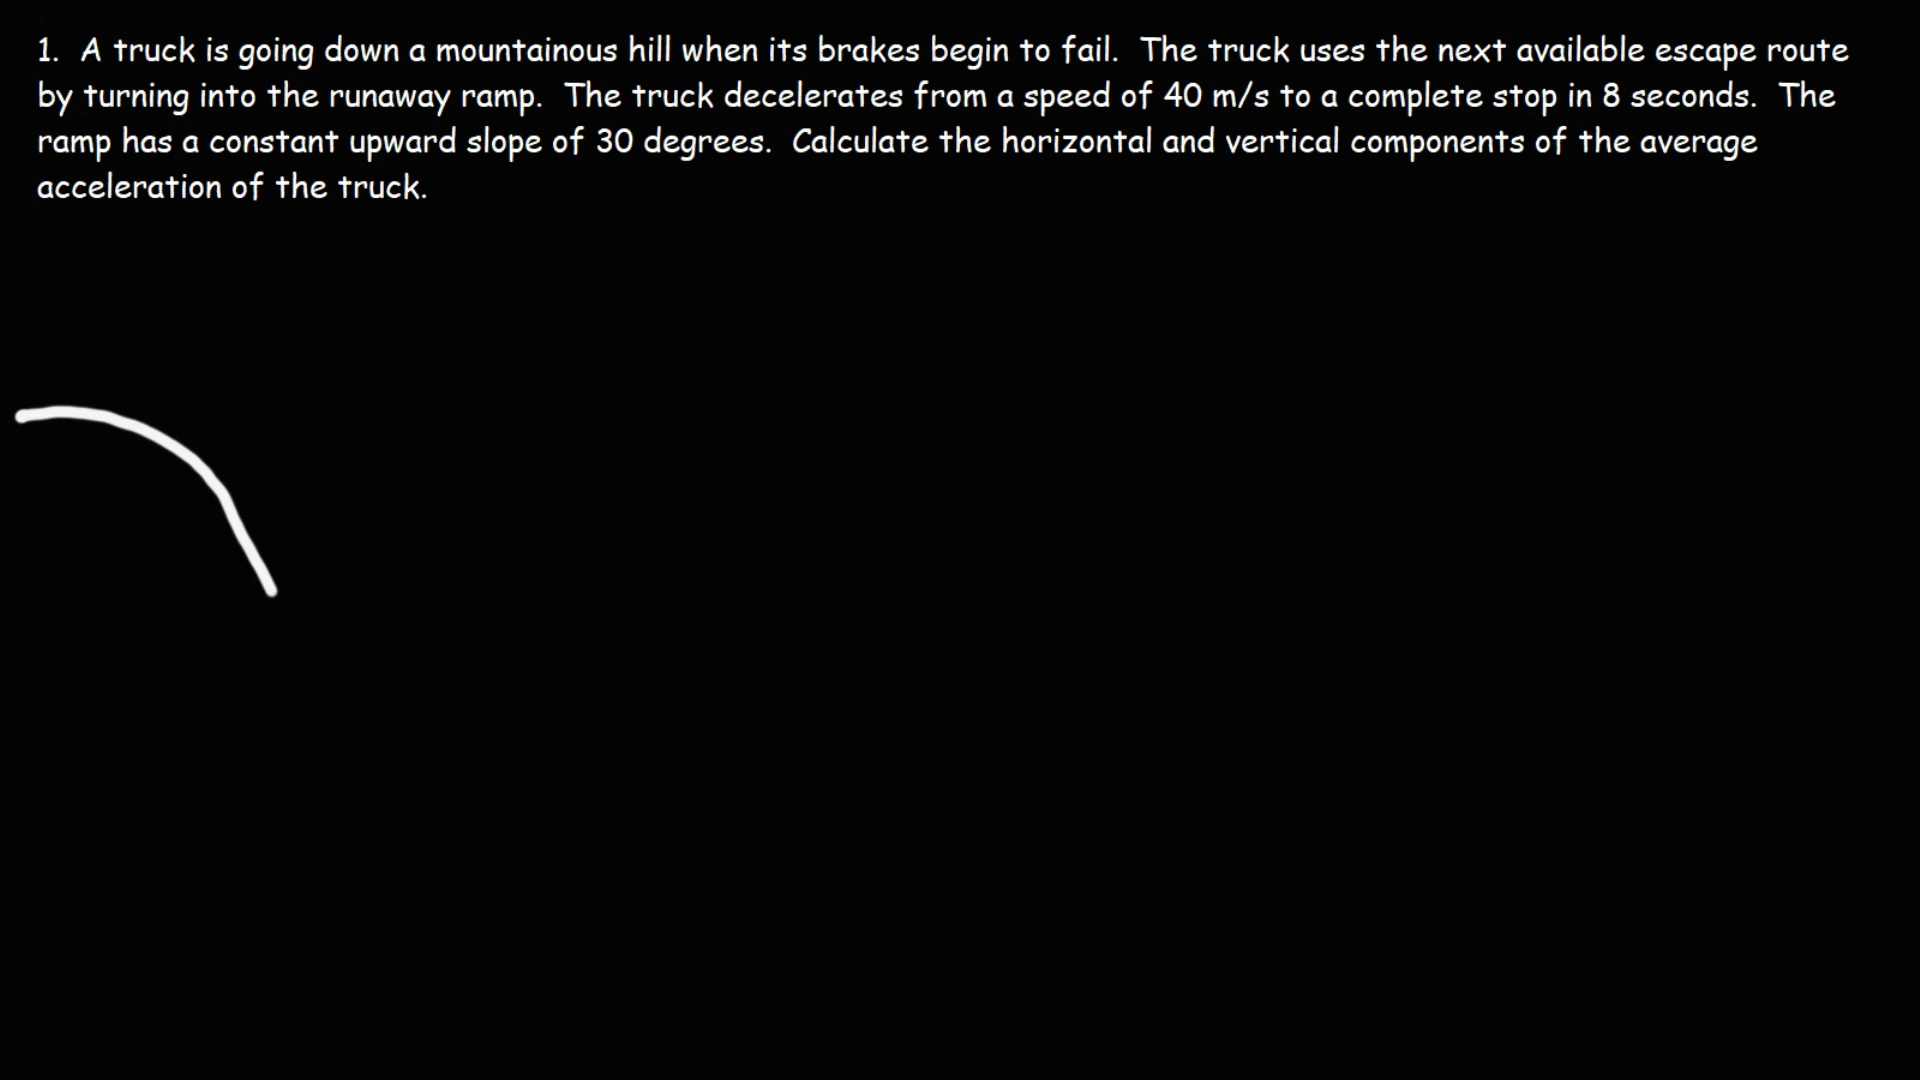 1.  A truck is going down a mountainous hill when its brakes begin to fail.  The truck uses the next available escape route
by turning into the runaway ramp.  The truck decelerates from a speed of 40 m/s to a complete stop in 8 seconds.  The
ramp has a constant upward slope of 30 degrees.  Calculate the horizontal and vertical components of the average
acceleration of the truck.